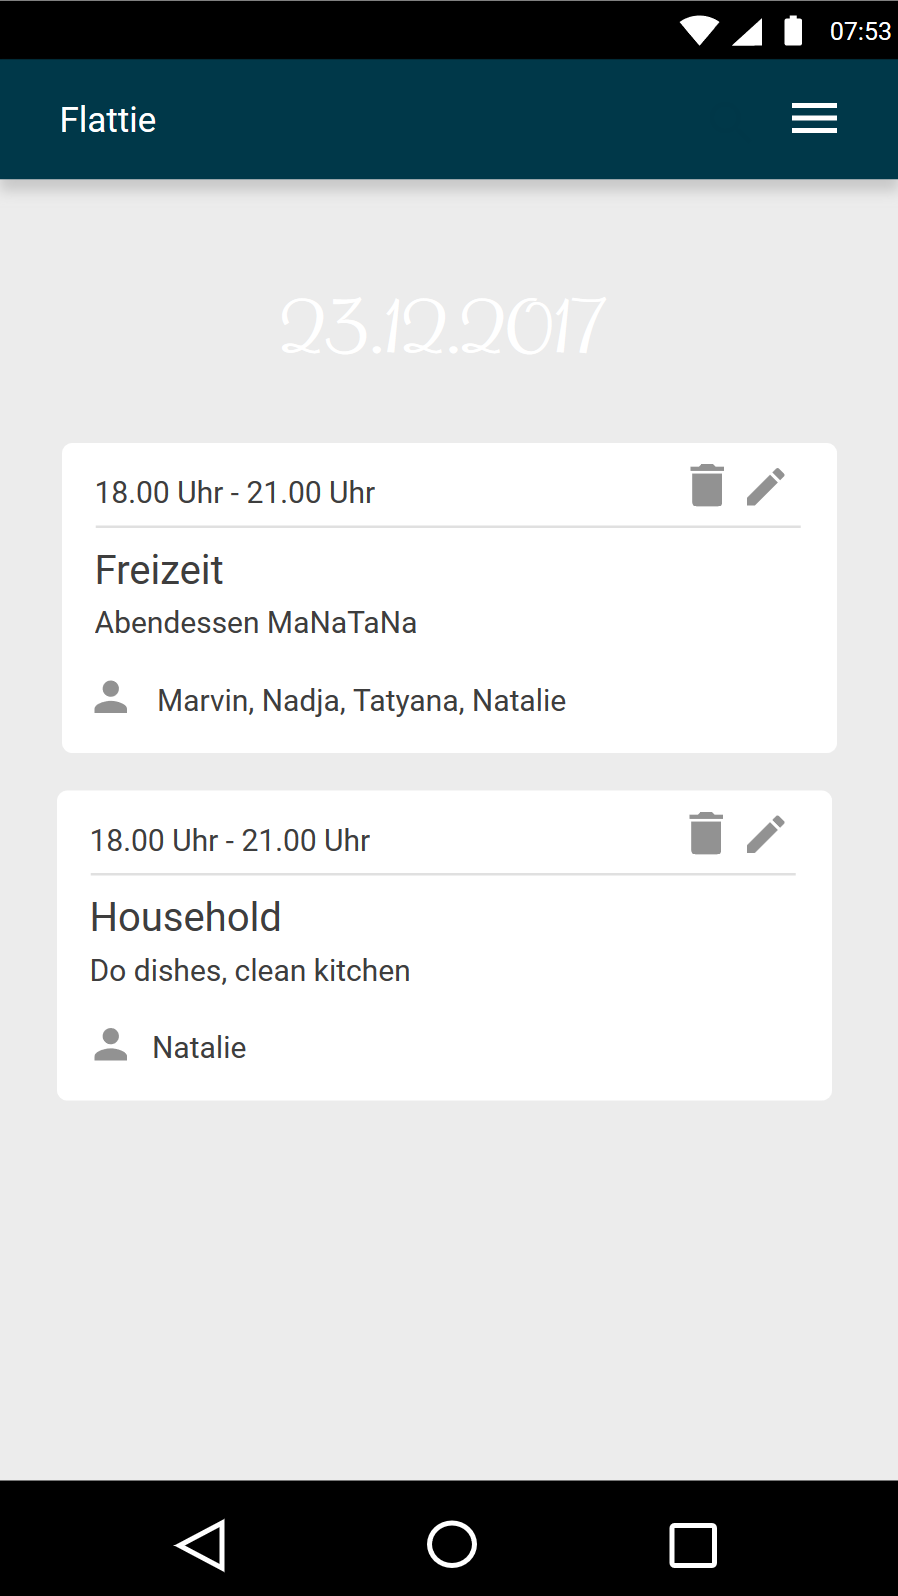 07:53
Flattie
23.12.2017
18.00 Uhr - 21.00 Uhr
Freizeit
Abendessen MaNaTaNa
Marvin, Nadja, Tatyana, Natalie
18.00 Uhr - 21.00 Uhr
Household
Do dishes, clean kitchen
Natalie